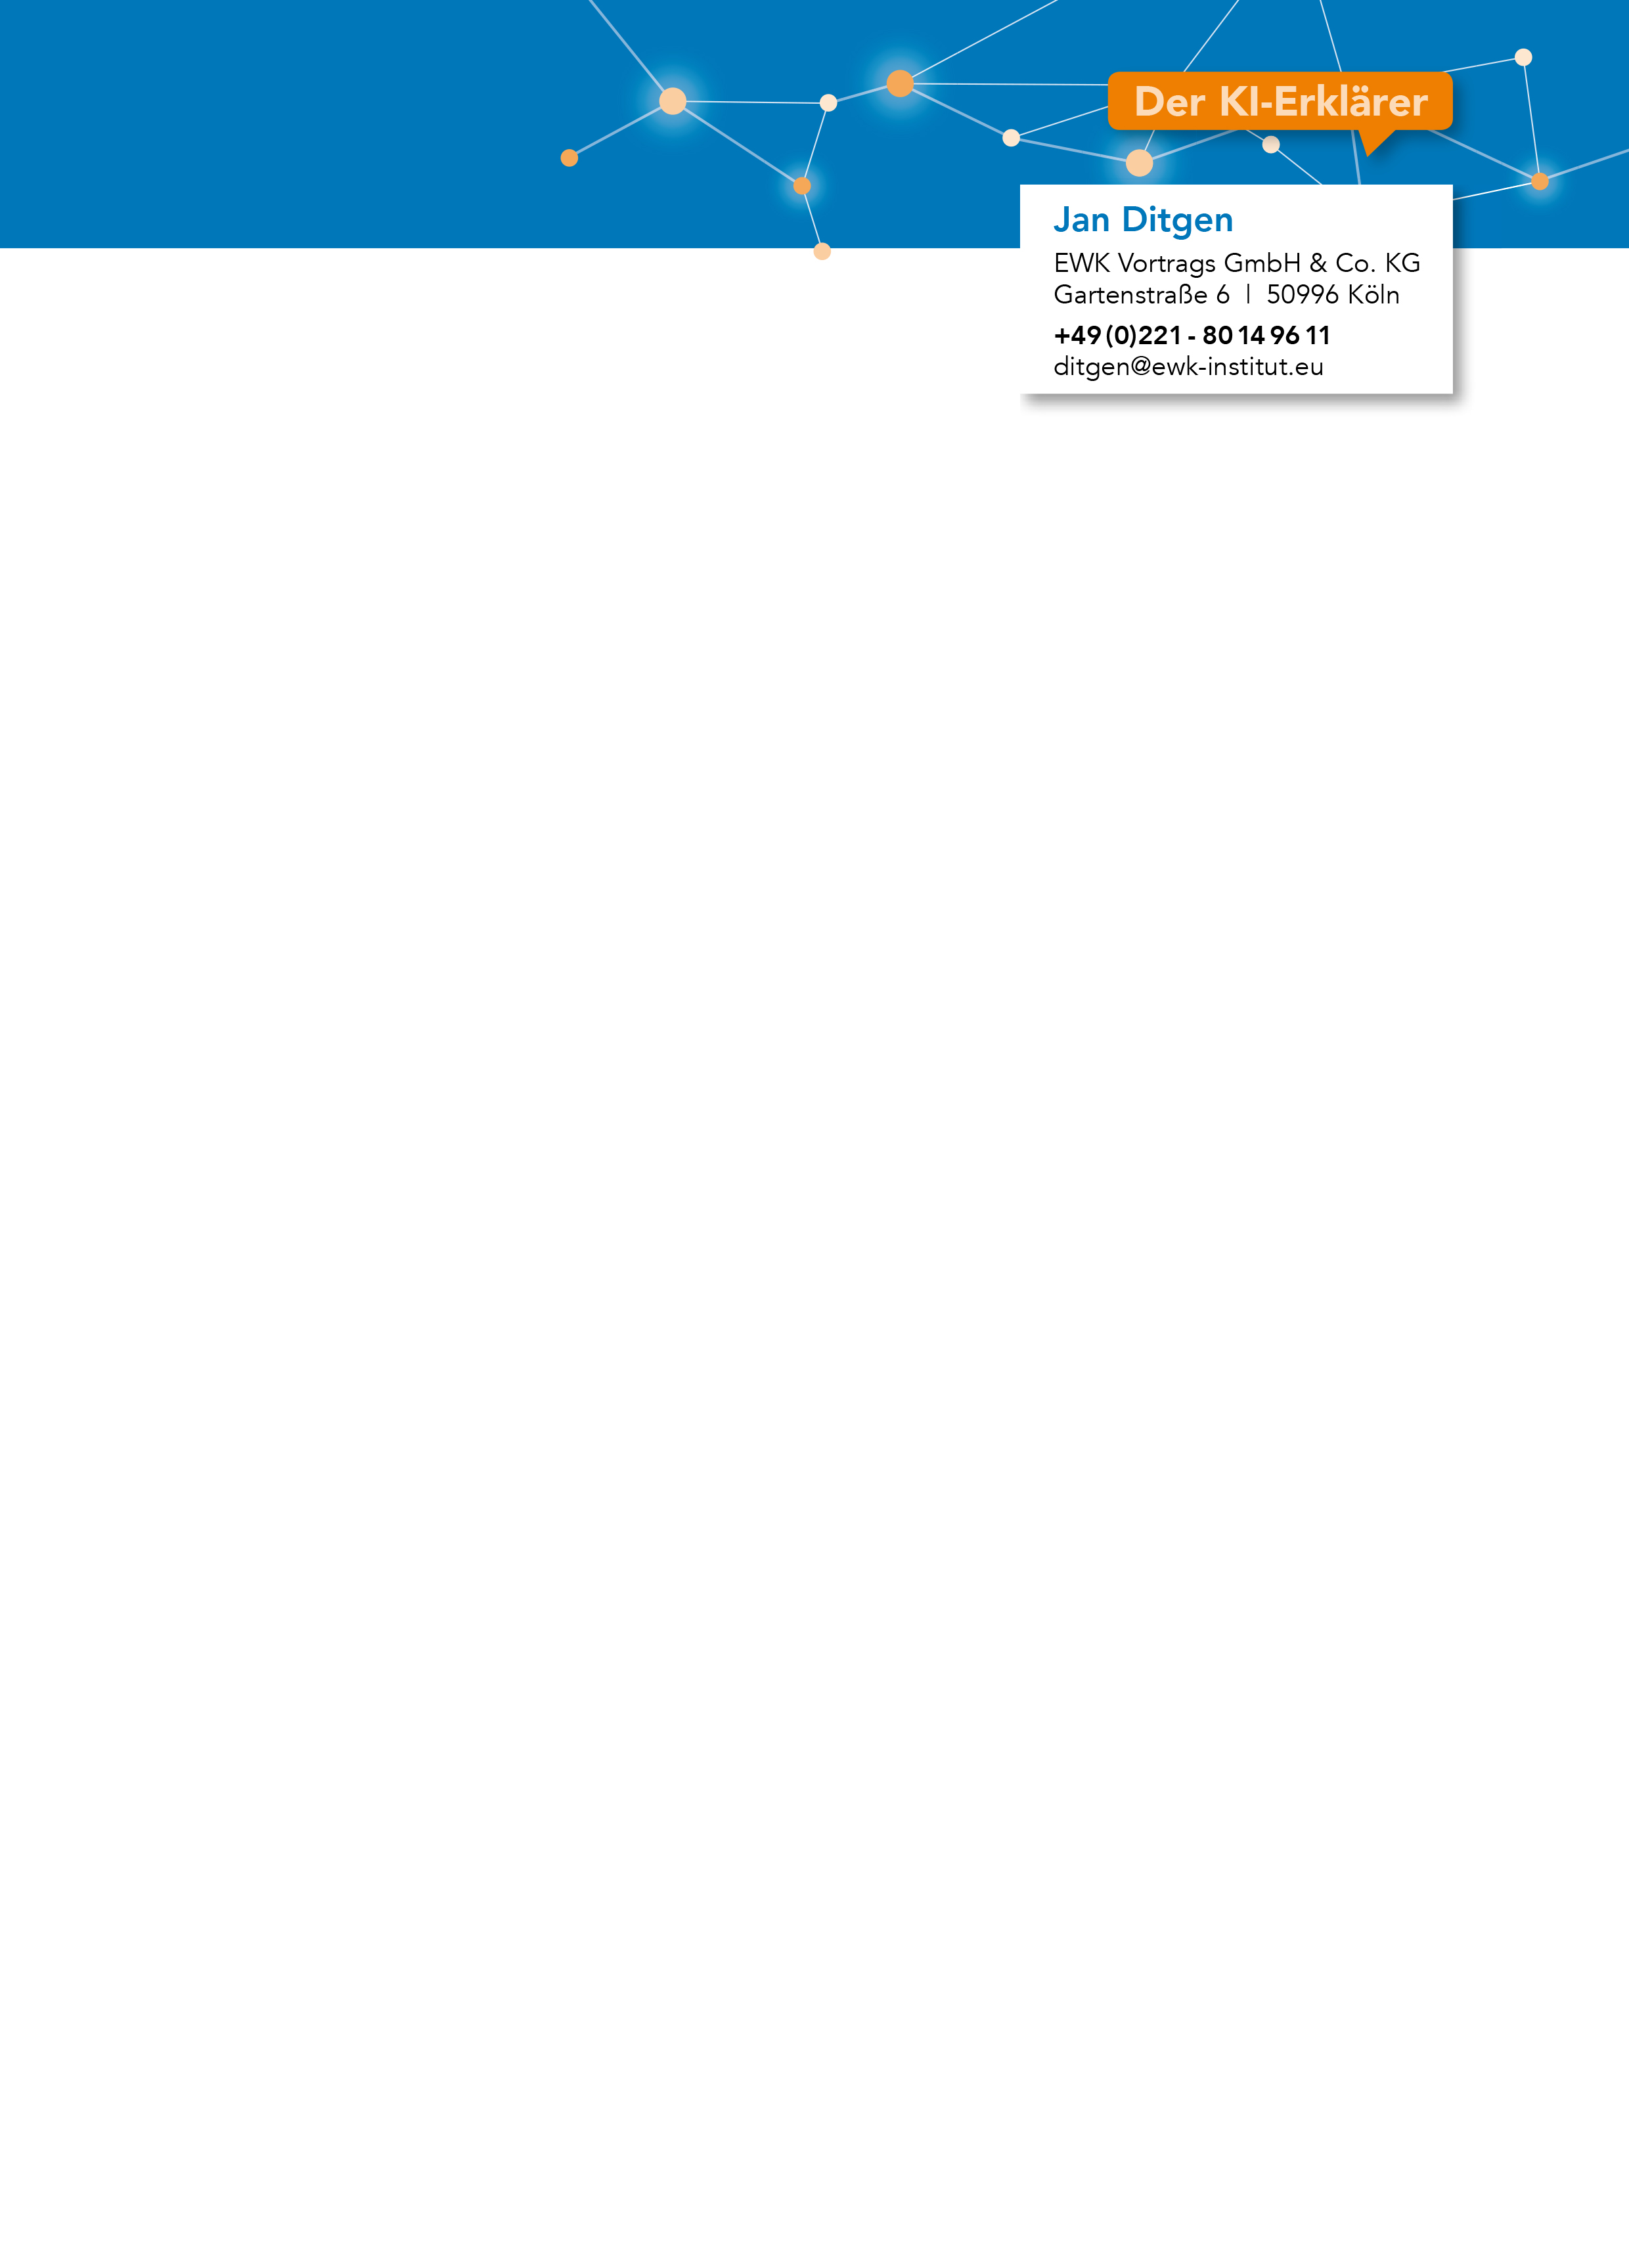 Der KI-Erklärer
Jan Ditgen
EWK Vortrags GmbH & Co. KG
Gartenstraße 6 | 50996 Köln
+49 (0)221 - 80 14 96 11
ditgen@ewk-institut.eu